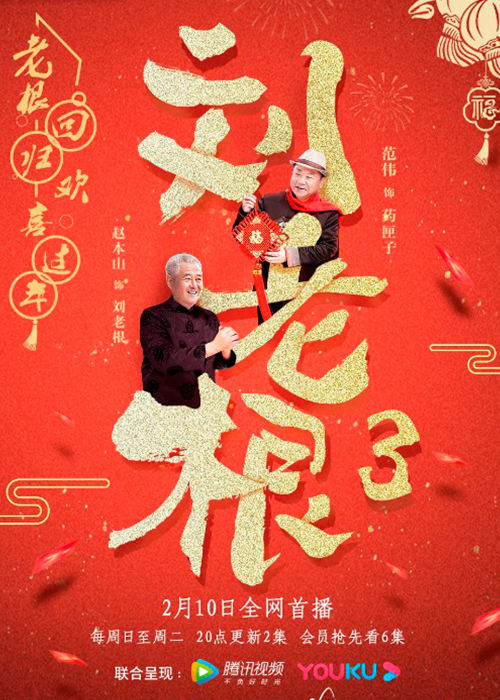 刘老根3
老根回归欢喜过年
福
范伟 饰 药匣子
福
赵本山 饰 刘老根
2月10日全网首播
每周日至周二 20点更新2集 会员抢先看6集
联合呈现: 腾讯视频 YOUKU
不负好时光